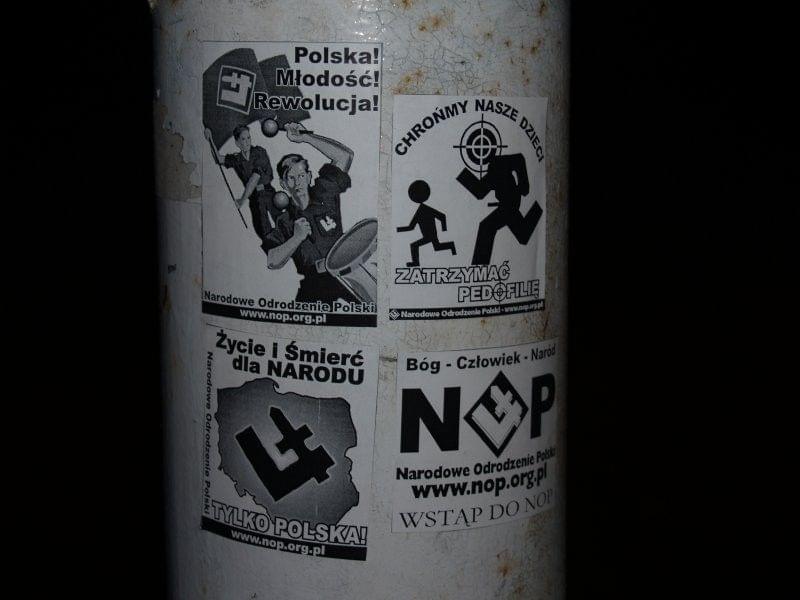 Polska!
Młodość!
Rewolucja!
Narodowe Odrodzenie Polski
www.nop.org.pl
CHROŃMY NASZE DZIECI
ZATRZYMAĆ
PEDOFILIĘ
Narodowe Odrodzenie Polski - www.nop.org.pl
Życie i Śmierć
dla NARODU
Narodowe Odrodzenie Polski
TYLKO POLSKA!
www.nop.org.pl
Bóg - Człowiek - Naród
NOP
Narodowe Odrodzenie Polski
www.nop.org.pl
WSTĄP DO NOP